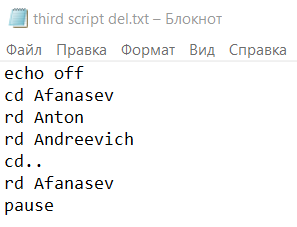 third script del.txt – Блокнот
Файл Правка Формат Вид Справка
echo off
cd Afanasev
rd Anton
rd Andreevich
cd..
rd Afanasev
pause